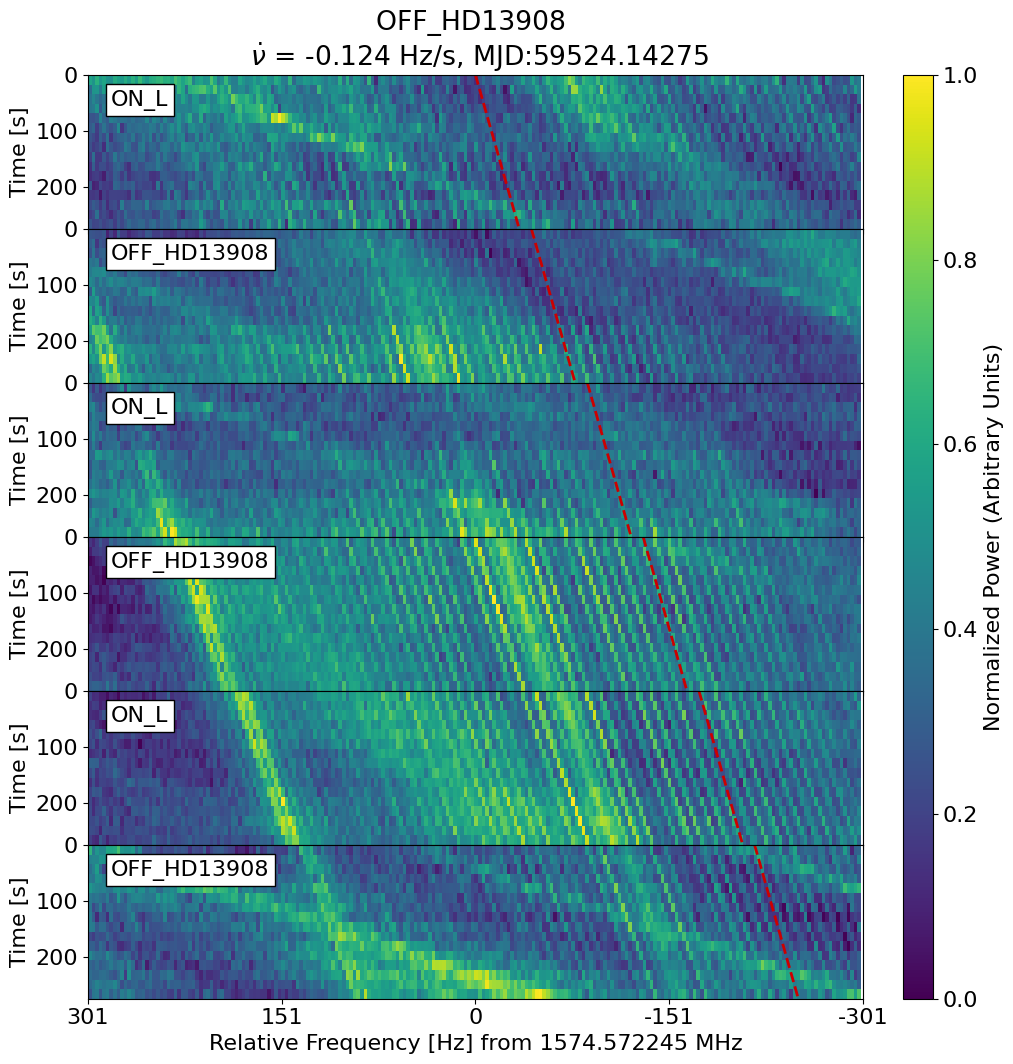 OFF_HD13908
ν̇ = -0.124 Hz/s, MJD:59524.14275
ON_L
OFF_HD13908
ON_L
OFF_HD13908
ON_L
OFF_HD13908
Time [s]
0
100
200
Time [s]
0
100
200
Time [s]
0
100
200
Time [s]
0
100
200
Time [s]
0
100
200
Time [s]
0
100
200
301
151
0
-151
-301
Relative Frequency [Hz] from 1574.572245 MHz
1.0
0.8
0.6
0.4
0.2
0.0
Normalized Power (Arbitrary Units)